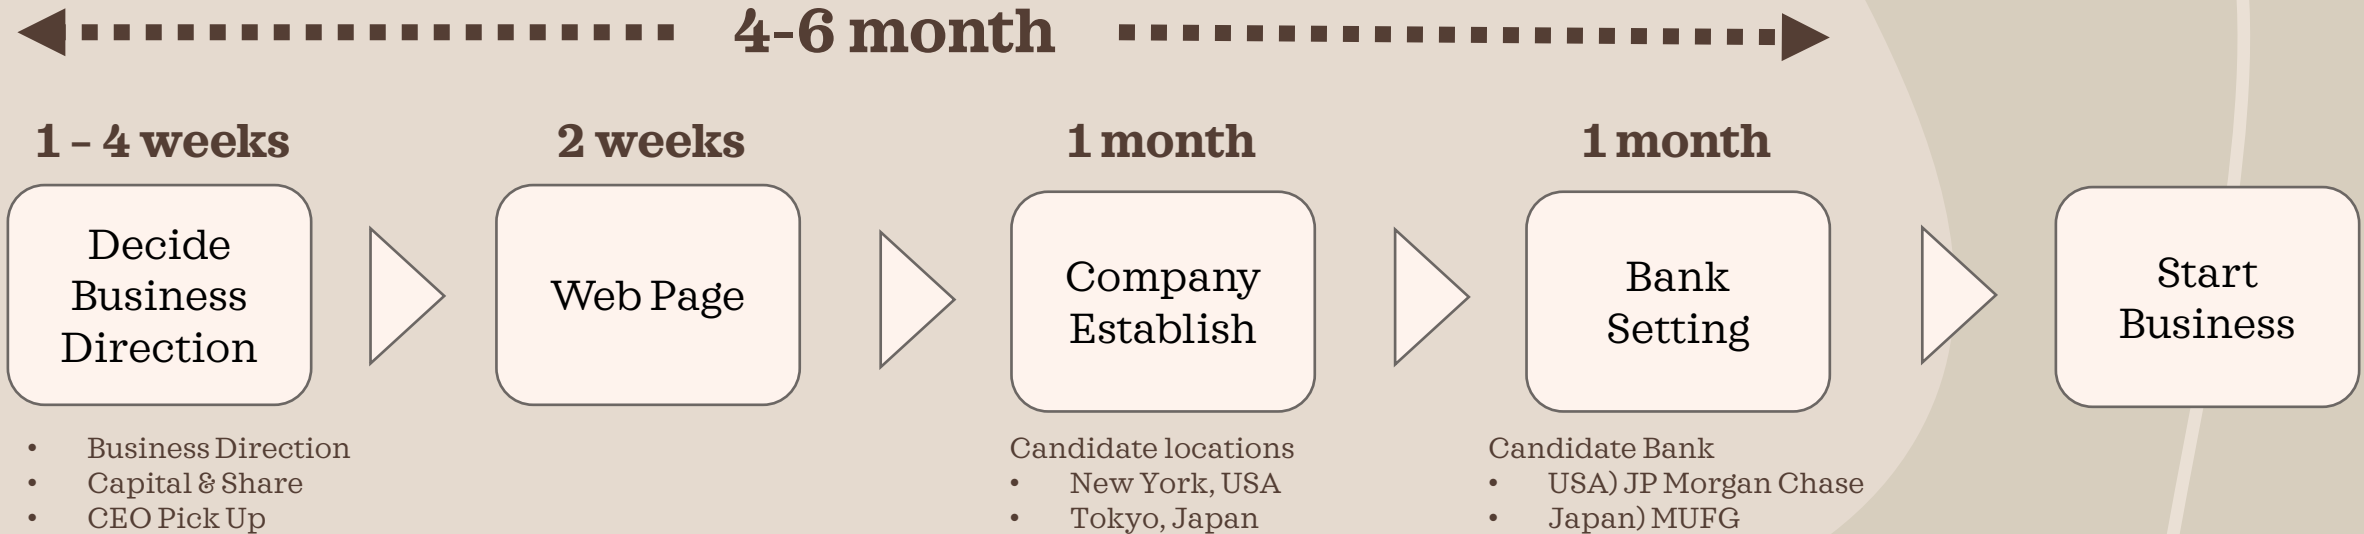 4-6 month
1 – 4 weeks
2 weeks
1 month
1 month
Decide
Business
Direction
Web Page
Company
Establish
Bank
Setting
Start
Business
• Business Direction
• Capital & Share
• CEO Pick Up
Candidate locations
• New York, USA
• Tokyo, Japan
Candidate Bank
• USA) JP Morgan Chase
• Japan) MUFG